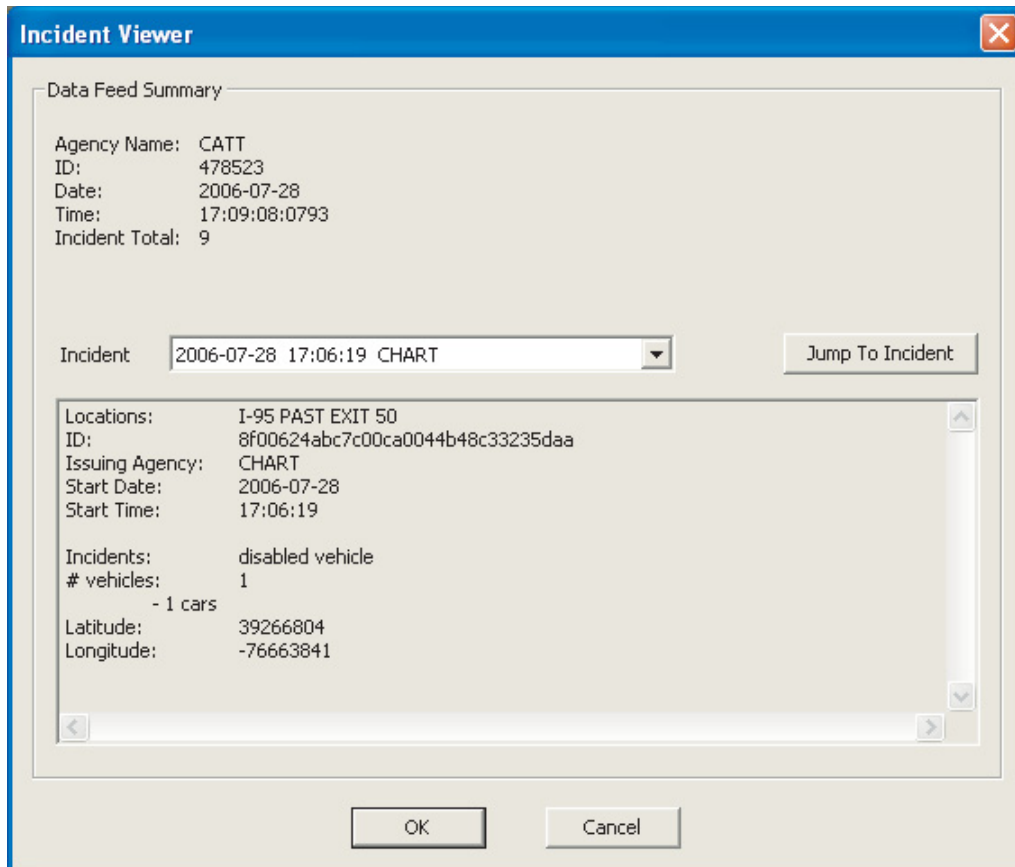 Incident Viewer
Data Feed Summary
Agency Name: CATT
ID: 478523
Date: 2006-07-28
Time: 17:09:08:0793
Incident Total: 9
Incident 2006-07-28 17:06:19 CHART Jump To Incident
Locations: I-95 PAST EXIT 50
ID: 8f00624abc7c00ca0044b48c33235daa
Issuing Agency: CHART
Start Date: 2006-07-28
Start Time: 17:06:19
Incidents: disabled vehicle
# vehicles: 1
- 1 cars
Latitude: 39266804
Longitude: -76663841
OK Cancel